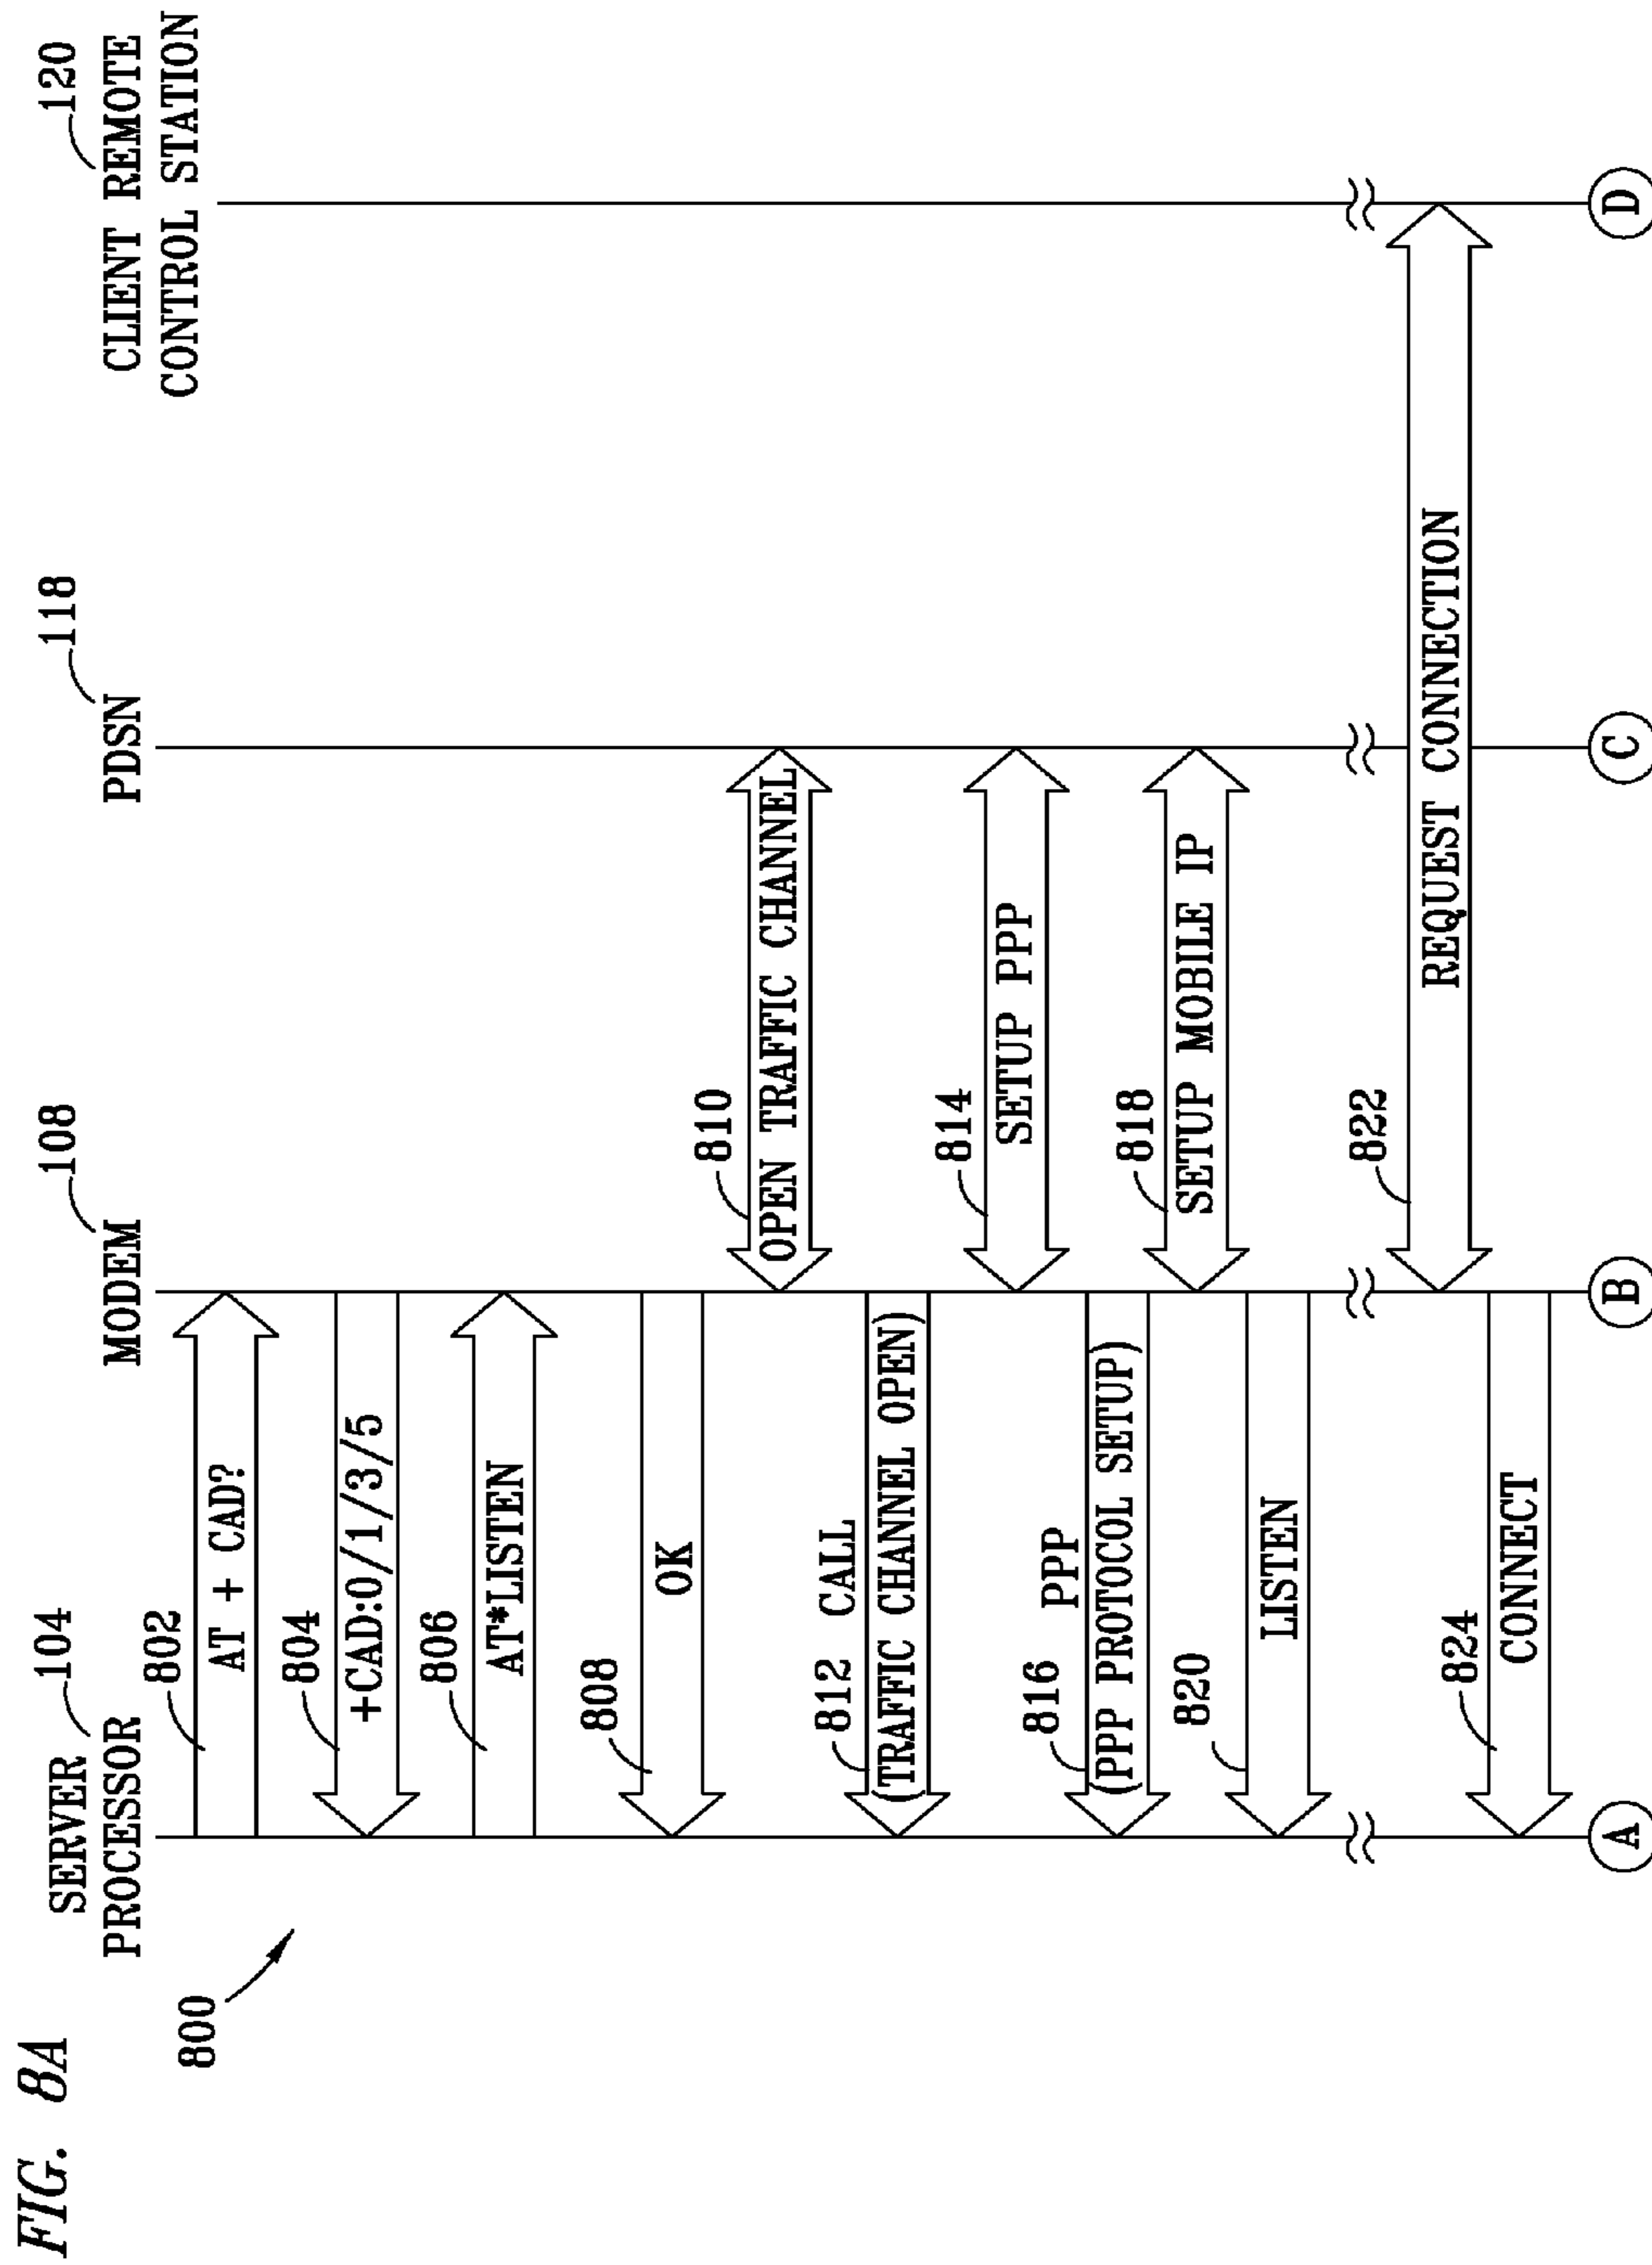 FIG. 8A
800
SERVER
PROCESSOR
104
MODEM
108
PDSN
118
CLIENT REMOTE
CONTROL STATION
120
802
AT + CAD?
804
+CAD:0/1/3/5
806
AT*LISTEN
808
OK
810
OPEN TRAFFIC CHANNEL
812
CALL
(TRAFFIC CHANNEL OPEN)
814
SETUP PPP
816
PPP
(PPP PROTOCOL SETUP)
818
SETUP MOBILE IP
820
LISTEN
822
REQUEST CONNECTION
824
CONNECT
A
B
C
D